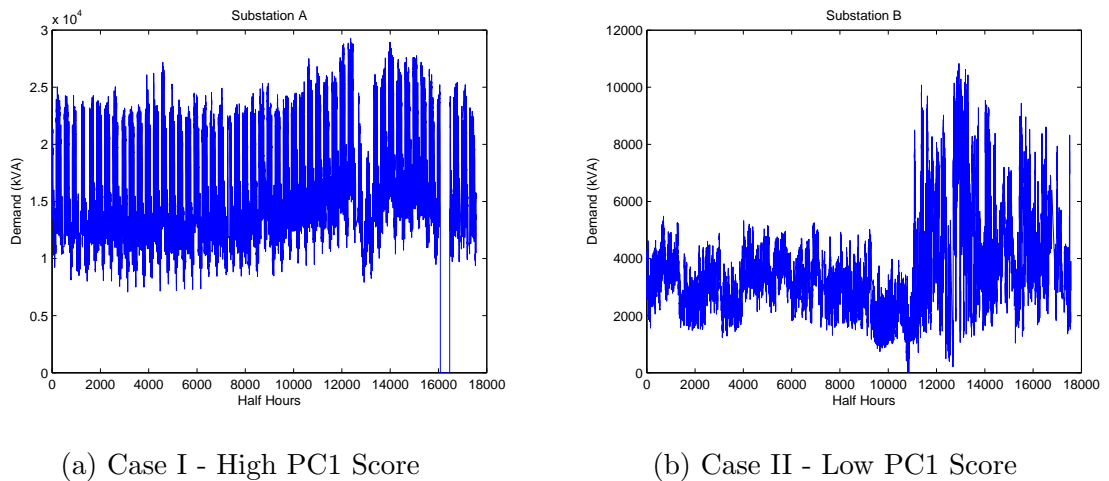 Substation A
3 x 10⁴
2.5
2
1.5
1
0.5
0
Demand (kVA)
0 2000 4000 6000 8000 10000 12000 14000 16000 18000
Half Hours
(a) Case I - High PC1 Score
Substation B
12000
10000
8000
6000
4000
2000
0
Demand (kVA)
0 2000 4000 6000 8000 10000 12000 14000 16000 18000
Half Hours
(b) Case II - Low PC1 Score